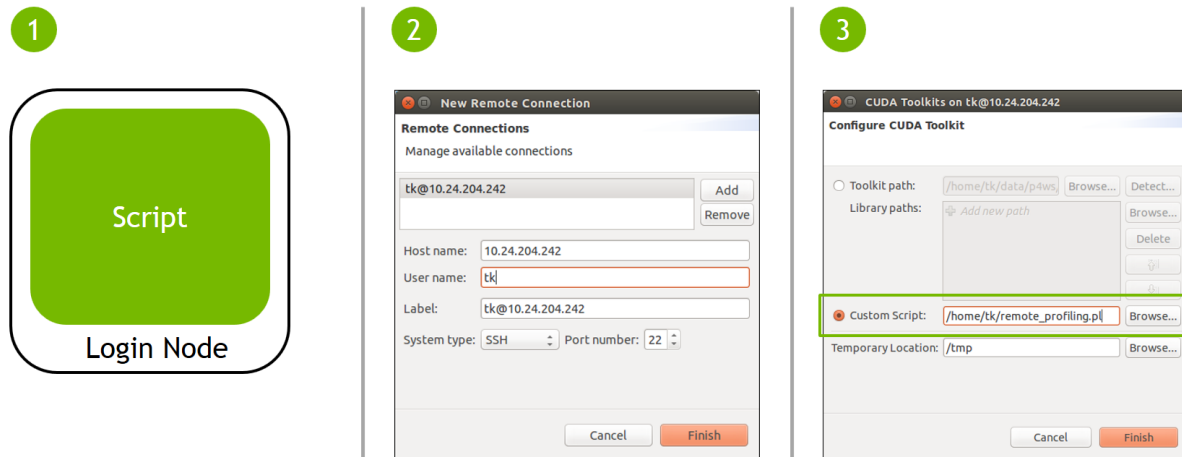 1
Script
Login Node
2
New Remote Connection
Remote Connections
Manage available connections
tk@10.24.204.242
Add
Remove
Host name: 10.24.204.242
User name: tk
Label: tk@10.24.204.242
System type: SSH Port number: 22
Cancel Finish
3
CUDA Toolkits on tk@10.24.204.242
Configure CUDA Toolkit
Toolkit path: /home/tk/data/p4ws, Browse... Detect...
Library paths: Add new path Browse...
Delete
Custom Script: /home/tk/remote_profiling.pl Browse...
Temporary Location: /tmp Browse...
Cancel Finish